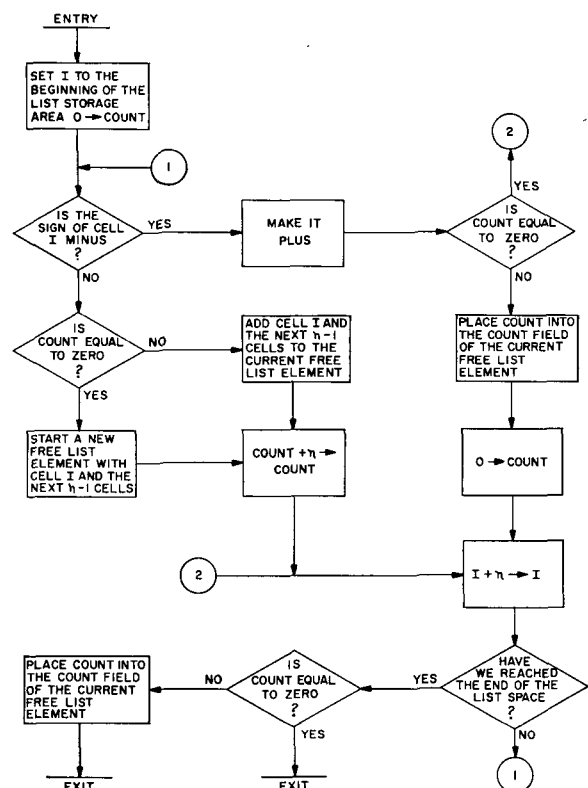 ENTRY
SET I TO THE
BEGINNING OF THE
LIST STORAGE
AREA 0→COUNT
1
2
YES
IS THE
SIGN OF CELL
I MINUS
?
YES
MAKE IT
PLUS
IS
COUNT EQUAL
TO ZERO
?
NO
NO
IS
COUNT EQUAL
TO ZERO
?
NO
ADD CELL I AND
THE NEXT η-1
CELLS TO THE
CURRENT FREE
LIST ELEMENT
PLACE COUNT INTO
THE COUNT FIELD
OF THE CURRENT
FREE LIST
ELEMENT
YES
START A NEW
FREE LIST
ELEMENT WITH
CELL I AND THE
NEXT η-1 CELLS
COUNT +η→
COUNT
0→COUNT
2
I+η→I
PLACE COUNT INTO
THE COUNT FIELD
OF THE CURRENT
FREE LIST
ELEMENT
NO
IS
COUNT EQUAL
TO ZERO
?
YES
YES
HAVE
WE REACHED
THE END OF THE
LIST SPACE
?
NO
EXIT
EXIT
1